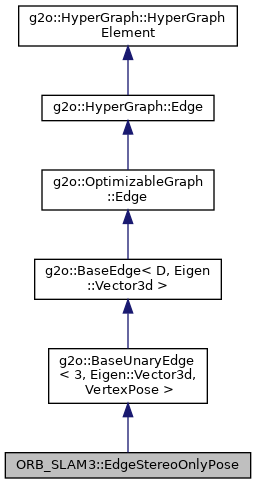 g2o::HyperGraph::HyperGraph
Element
g2o::HyperGraph::Edge
g2o::OptimizableGraph
::Edge
g2o::BaseEdge< D, Eigen
::Vector3d >
g2o::BaseUnaryEdge
< 3, Eigen::Vector3d,
VertexPose >
ORB_SLAM3::EdgeStereoOnlyPose